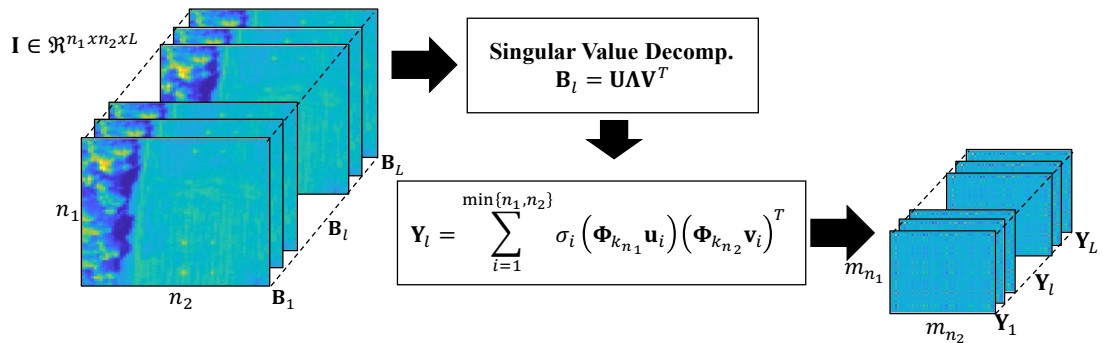 𝐈 ∈ ℜ^{n_1 x n_2 x L}
n_1
n_2
𝐁_1
𝐁_l
𝐁_L
Singular Value Decomp.
𝐁_l = 𝐔𝚲𝐕^T
𝐘_l = \sum_{i=1}^{min{n_1, n_2}} σ_i (𝚽_{k_{n_1}} 𝐮_i)(𝚽_{k_{n_2}} 𝐯_i)^T
m_{n_1}
m_{n_2}
𝐘_1
𝐘_l
𝐘_L